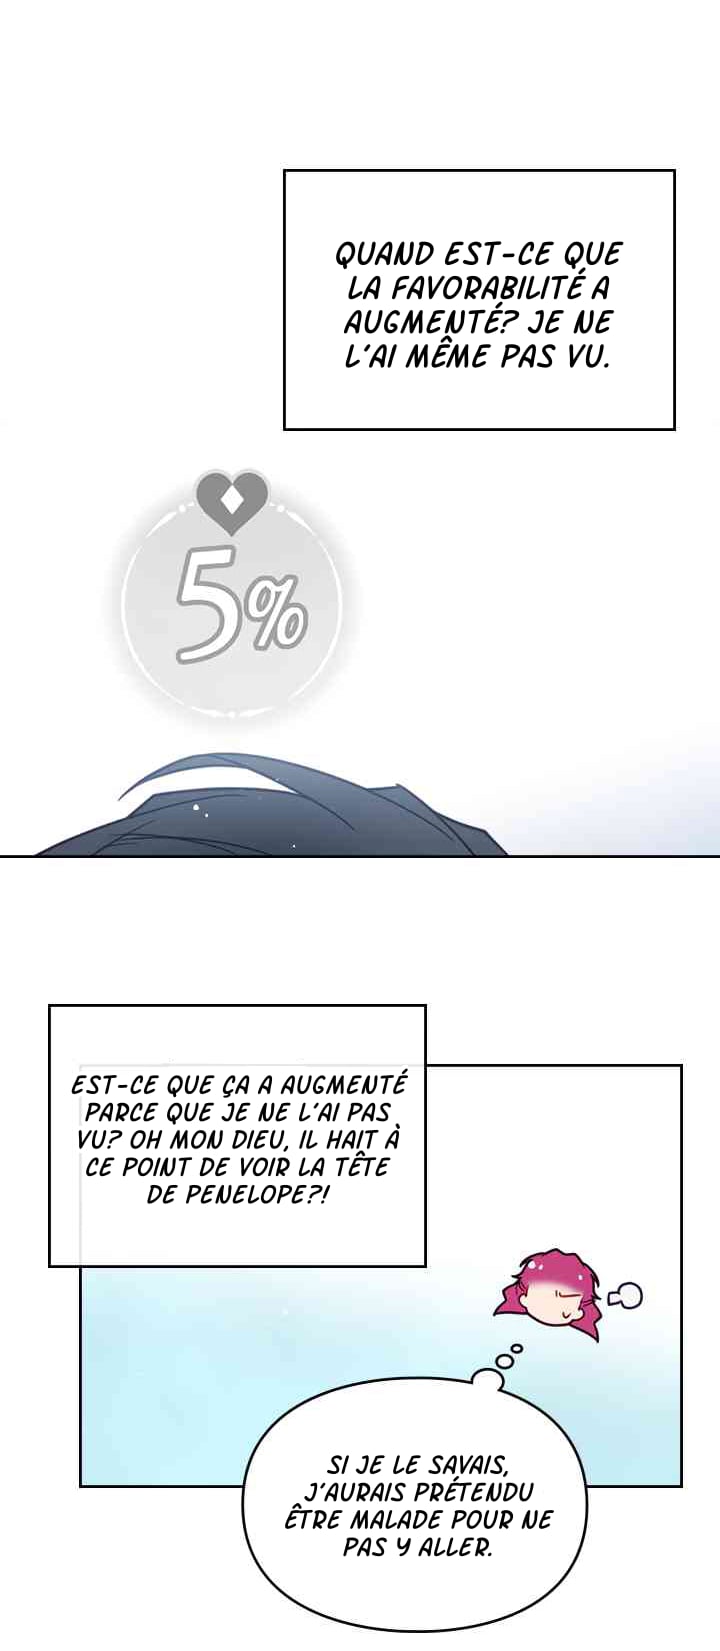 QUAND EST-CE QUE
LA FAVORABILITÉ A
AUGMENTÉ? JE NE
L'AI MÊME PAS VU.
5%
EST-CE QUE ÇA A AUGMENTÉ
PARCE QUE JE NE L'AI PAS
VU? OH MON DIEU, IL HAIT À
CE POINT DE VOIR LA TÊTE
DE PENELOPE?!
SI JE LE SAVAIS,
J'AURAIS PRÉTENDU
ÊTRE MALADE POUR NE
PAS Y ALLER.